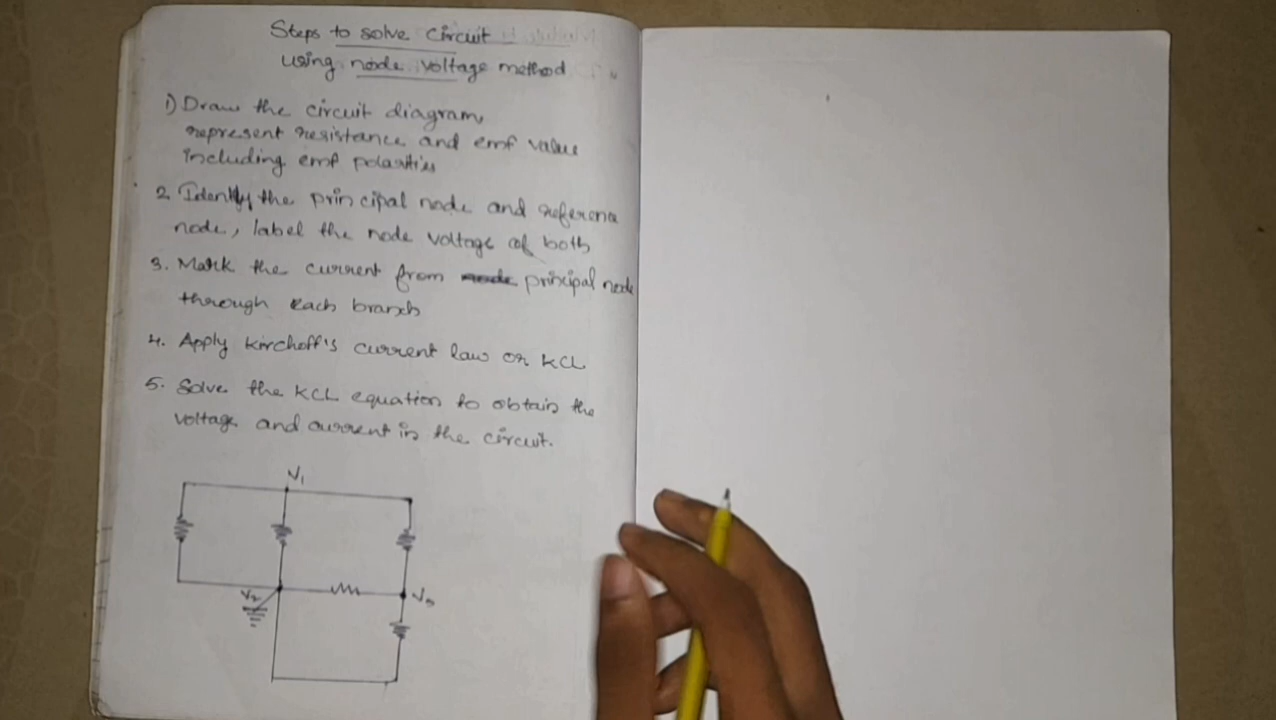 Steps to solve circuit
using node voltage method
1) Draw the circuit diagram,
represent resistance and emf value
including emf polarities
2. Identify the principal node and reference
node, label the node voltage of both
3. Mark the current from principal node
through each branch
4. Apply Kirchoff's current law or KCL
5. Solve the KCL equation to obtain the
voltage and current in the circuit.
V1
V2
V3